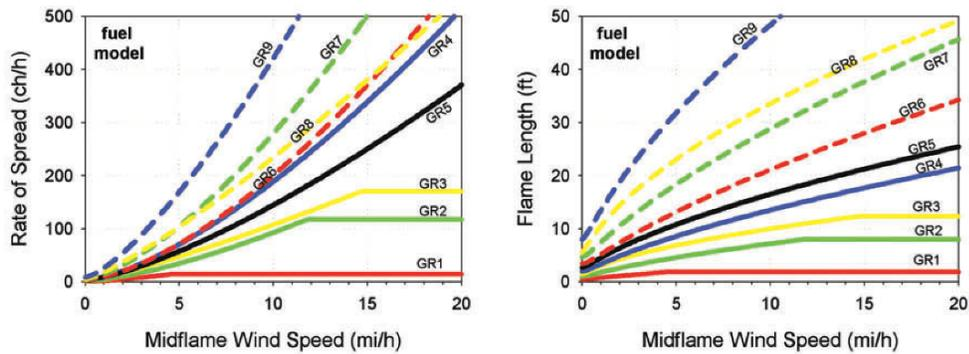 fuel
model
GR9
GR7
GR4
GR5
GR8
GR6
GR3
GR2
GR1
500
400
300
200
100
0
0
5
10
15
20
Rate of Spread (ch/h)
Midflame Wind Speed (mi/h)
fuel
model
GR9
GR8
GR7
GR6
GR5
GR4
GR3
GR2
GR1
50
40
30
20
10
0
0
5
10
15
20
Flame Length (ft)
Midflame Wind Speed (mi/h)